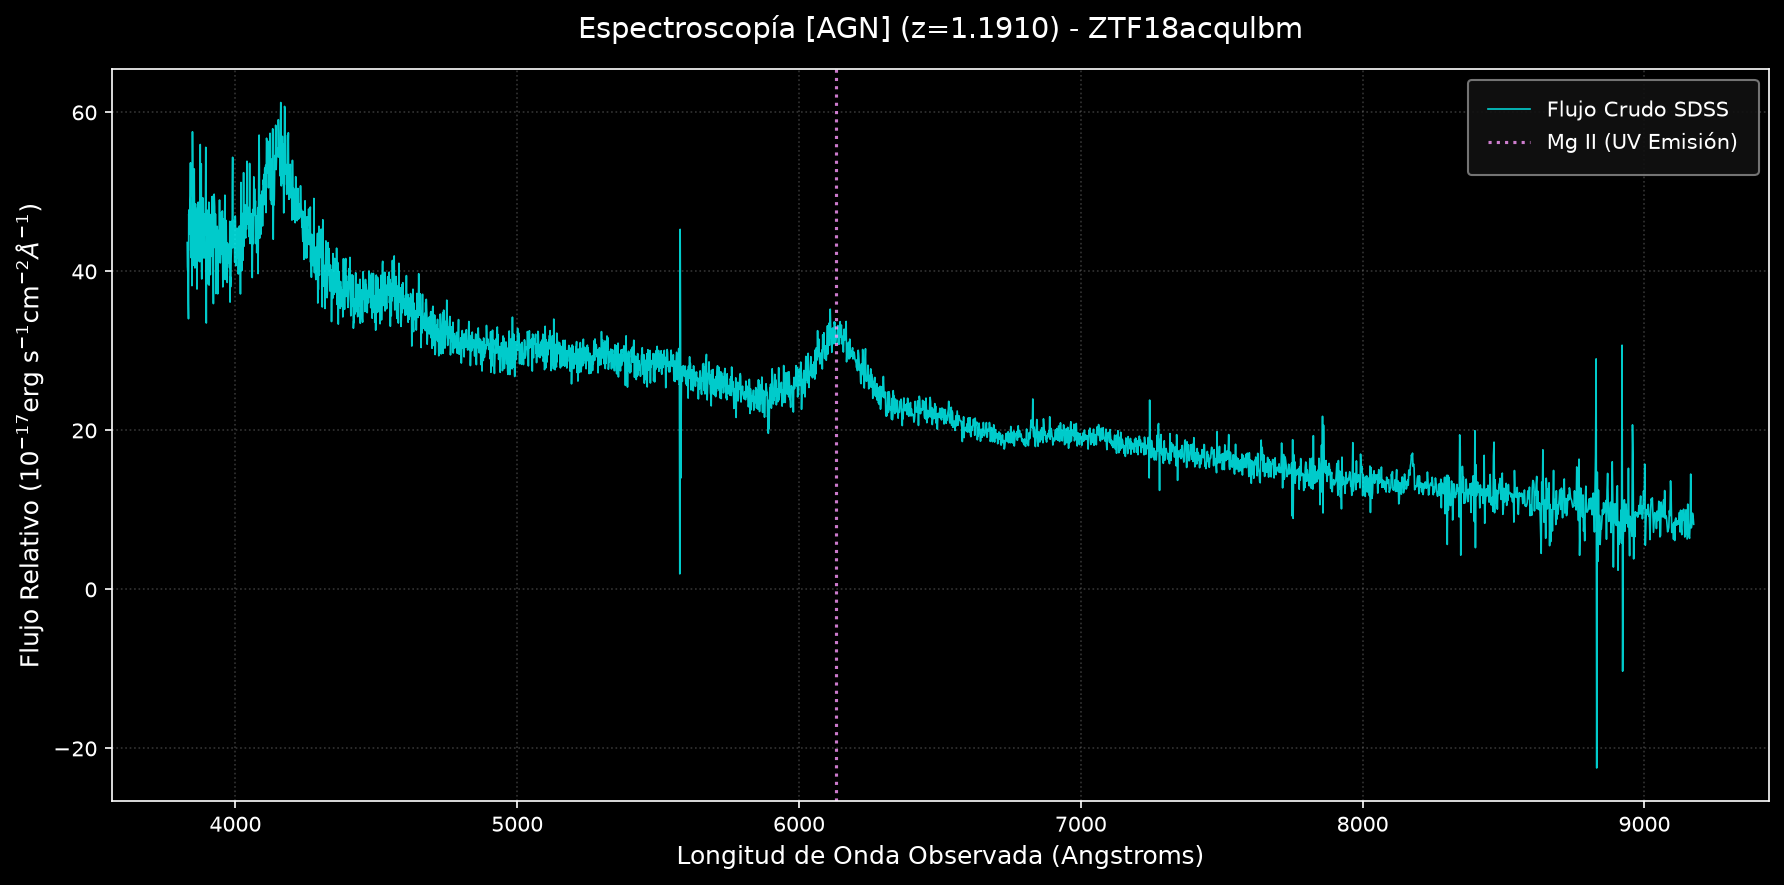 Espectroscopía [AGN] (z=1.1910) - ZTF18acqulbm
Flujo Crudo SDSS
Mg II (UV Emisión)
Flujo Relativo (10⁻¹⁷erg s⁻¹cm⁻²Å⁻¹)
60
40
20
0
−20
4000 5000 6000 7000 8000 9000
Longitud de Onda Observada (Angstroms)